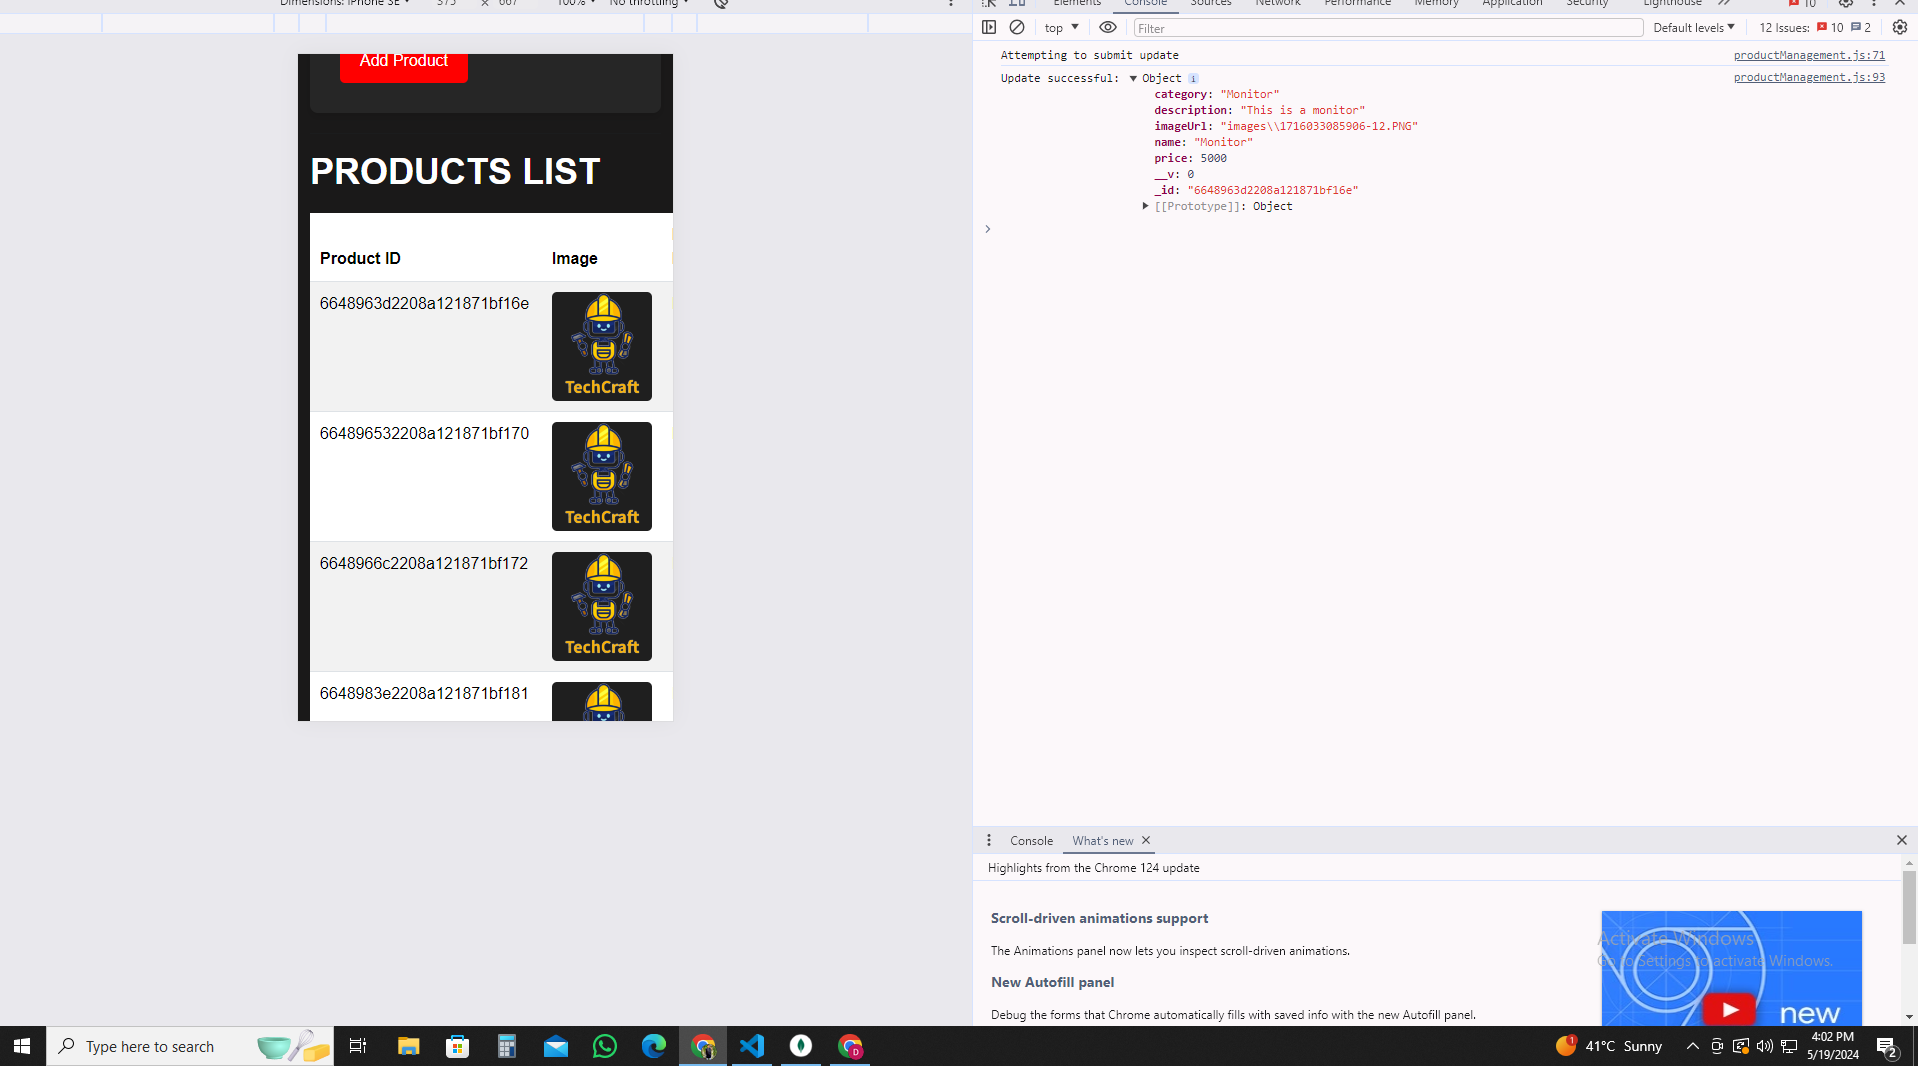 Dimensions: iPhone SE 375 × 667 100% No throttling
Elements Console Sources Network Performance Memory Application Security Lighthouse 10
top Filter Default levels 12 Issues: 10 2
Add Product
PRODUCTS LIST
Product ID Image
6648963d2208a121871bf16e
TechCraft
664896532208a121871bf170
TechCraft
6648966c2208a121871bf172
TechCraft
6648983e2208a121871bf181
Attempting to submit update productManagement.js:71
Update successful: Object i productManagement.js:93
category: "Monitor"
description: "This is a monitor"
imageUrl: "images\\1716033085906-12.PNG"
name: "Monitor"
price: 5000
__v: 0
_id: "6648963d2208a121871bf16e"
[[Prototype]]: Object
Console What's new
Highlights from the Chrome 124 update
Scroll-driven animations support
The Animations panel now lets you inspect scroll-driven animations.
New Autofill panel
Debug the forms that Chrome automatically fills with saved info with the new Autofill panel.
Activate Windows
Go to Settings to activate Windows.
new
Type here to search
D
1
41°C Sunny
4:02 PM
5/19/2024
2